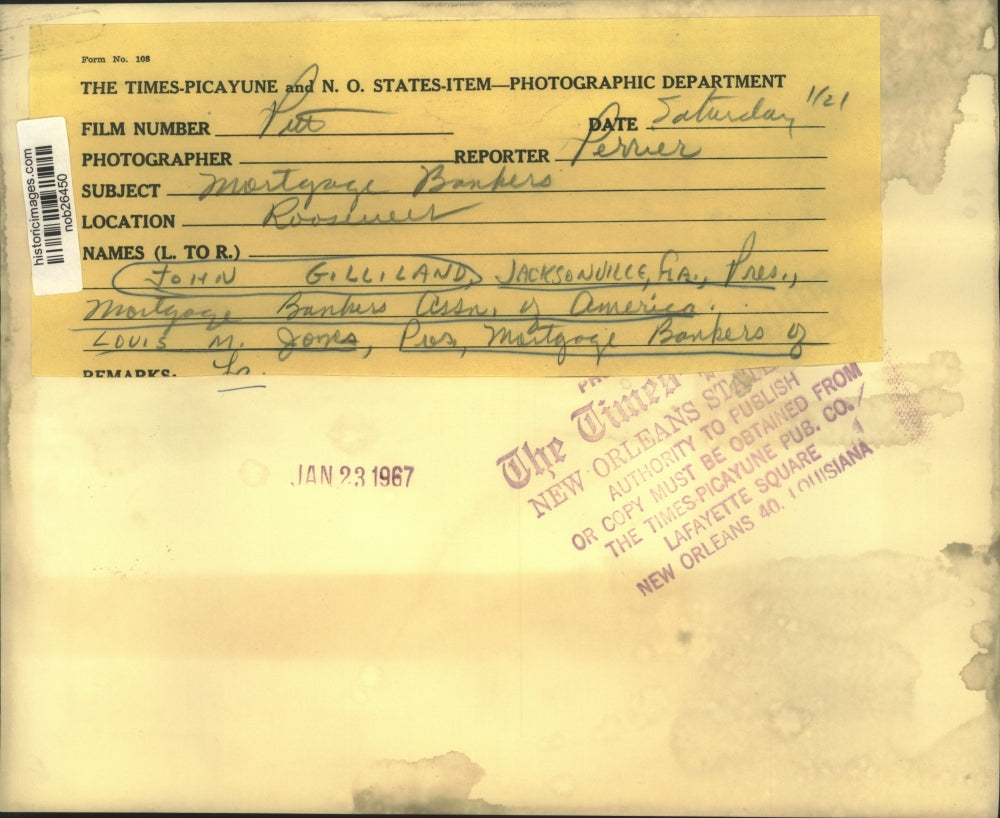 Form No. 108
THE TIMES-PICAYUNE and N. O. STATES-ITEM—PHOTOGRAPHIC DEPARTMENT
FILM NUMBER Pitt DATE Saturday 1/21
PHOTOGRAPHER REPORTER Perrier
SUBJECT Mortgage Bankers
LOCATION Roosevelt
NAMES (L. TO R.)
JOHN GILLILAND, JACKSONVILLE, Pres.,
Mortgage Bankers Assn. of America.
LOUIS M. Jones, Pres, Mortgage Bankers of
REMARKS: La.
historicimages.com
nob26450
JAN 23 1967
The Times
NEW ORLEANS STATE
AUTHORITY TO PUBLISH
OR COPY MUST BE OBTAINED FROM
THE TIMES-PICAYUNE PUB. CO.
LAFAYETTE SQUARE
NEW ORLEANS 40, LOUISIANA